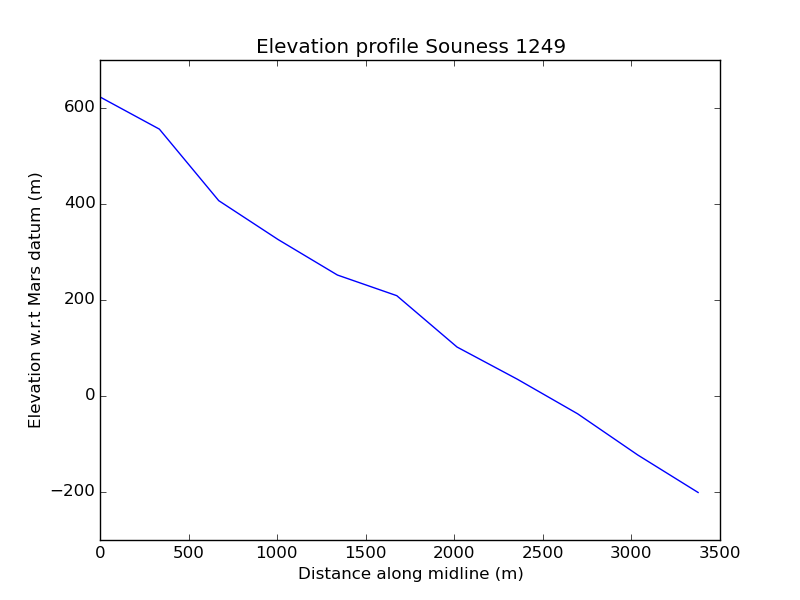 Elevation profile Souness 1249
Elevation w.r.t Mars datum (m)
600
400
200
0
−200
0 500 1000 1500 2000 2500 3000 3500
Distance along midline (m)